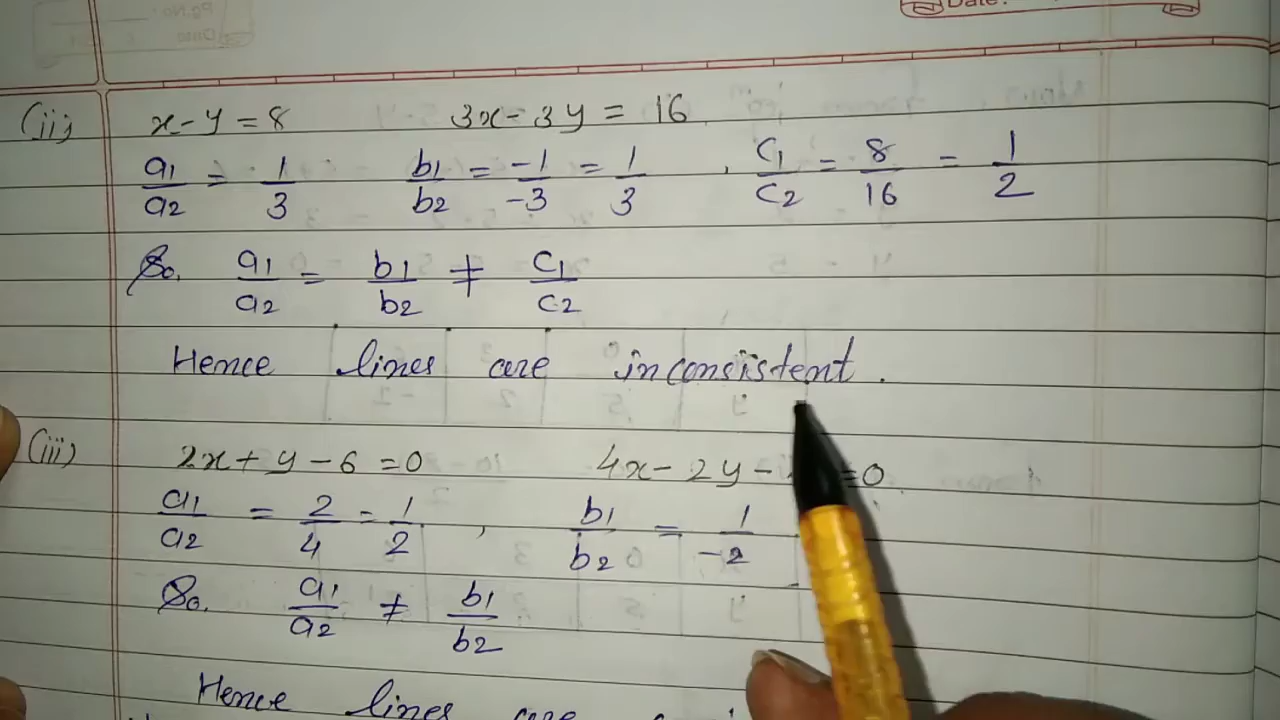 Date:
(ii) x-y=8 3x-3y=16
a1/a2 = 1/3 b1/b2 = -1/-3 = 1/3 , c1/c2 = 8/16 = 1/2
So. a1/a2 = b1/b2 ≠ c1/c2
Hence lines are inconsistent.
(iii) 2x+y-6=0 4x-2y- =0
a1/a2 = 2/4 = 1/2 , b1/b2 = 1/-2
So. a1/a2 ≠ b1/b2
Hence lines are